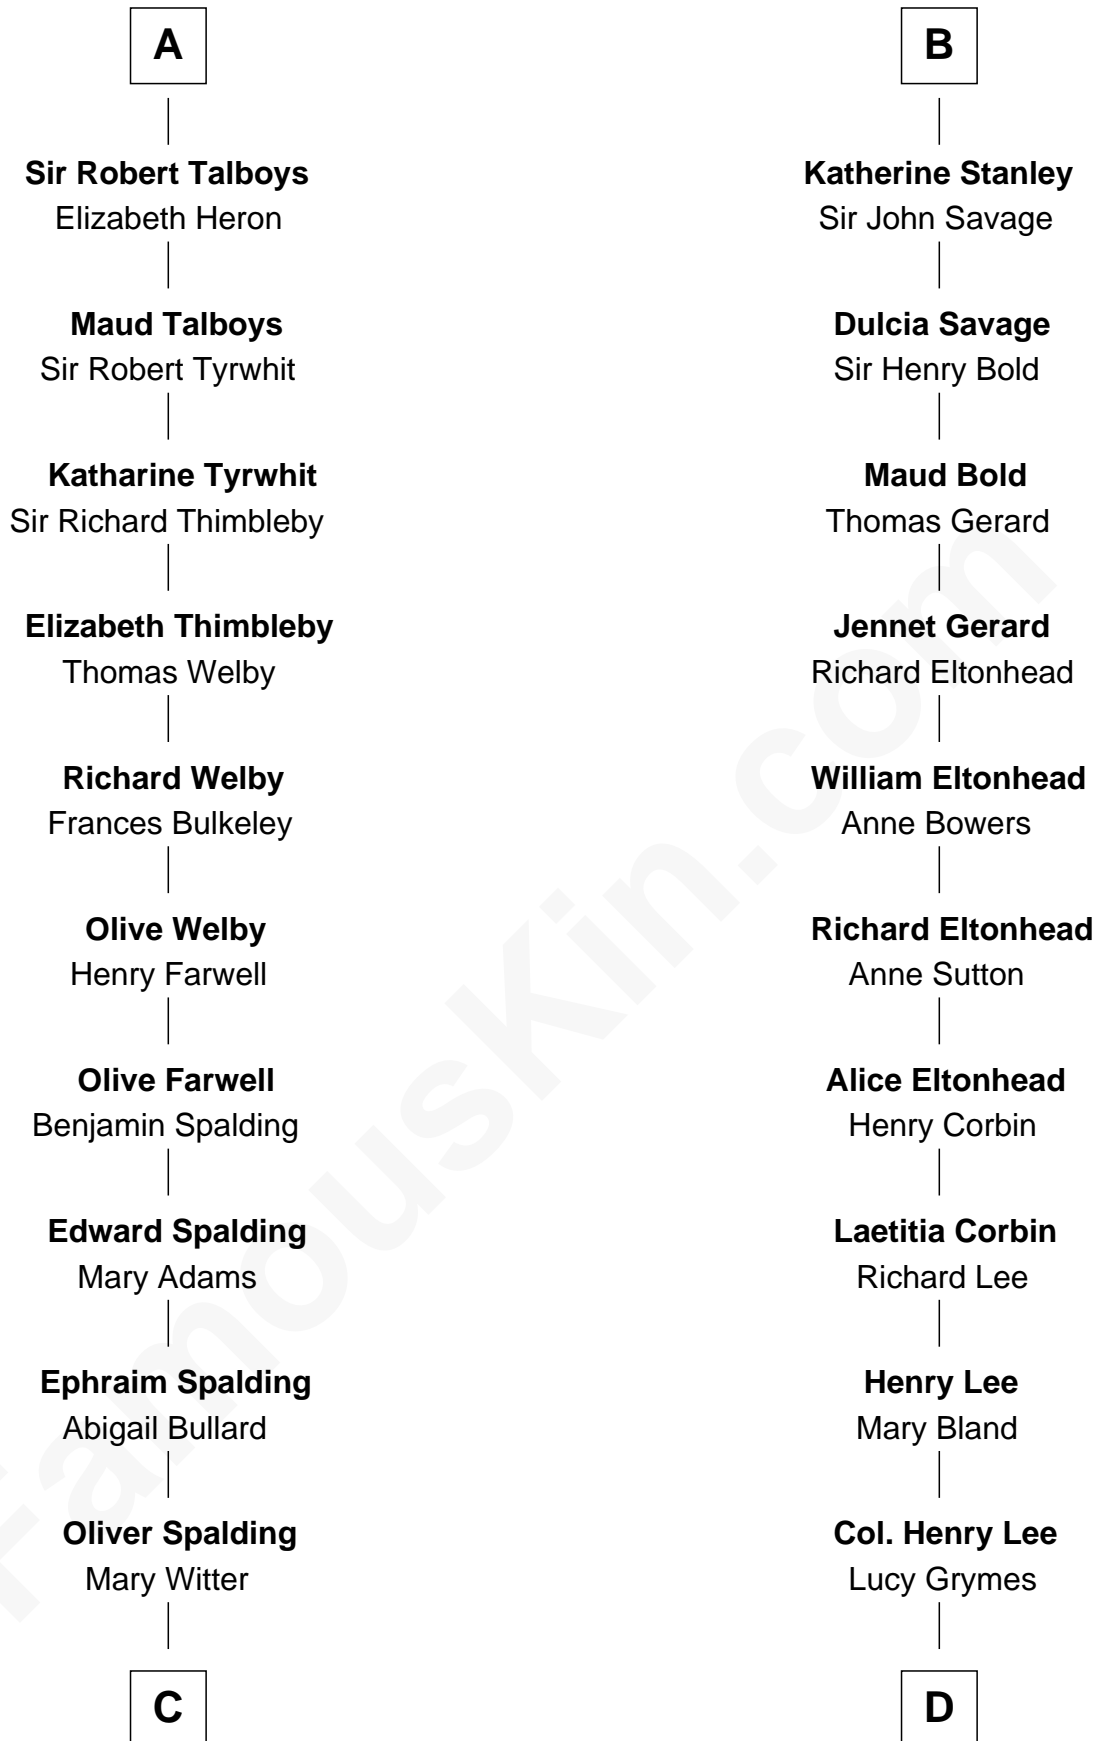 A
Sir Robert Talboys
Elizabeth Heron
Maud Talboys
Sir Robert Tyrwhit
Katharine Tyrwhit
Sir Richard Thimbleby
Elizabeth Thimbleby
Thomas Welby
Richard Welby
Frances Bulkeley
Olive Welby
Henry Farwell
Olive Farwell
Benjamin Spalding
Edward Spalding
Mary Adams
Ephraim Spalding
Abigail Bullard
Oliver Spalding
Mary Witter
C
B
Katherine Stanley
Sir John Savage
Dulcia Savage
Sir Henry Bold
Maud Bold
Thomas Gerard
Jennet Gerard
Richard Eltonhead
William Eltonhead
Anne Bowers
Richard Eltonhead
Anne Sutton
Alice Eltonhead
Henry Corbin
Laetitia Corbin
Richard Lee
Henry Lee
Mary Bland
Col. Henry Lee
Lucy Grymes
D
FamousKin.com